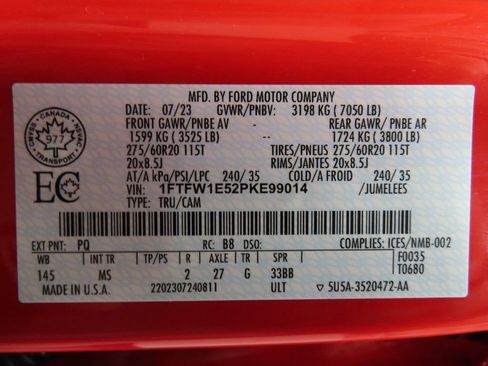 MFD. BY FORD MOTOR COMPANY
DATE: 07/23 GVWR/PNBV: 3198 KG ( 7050 LB)
FRONT GAWR/PNBE AV -- REAR GAWR/PNBE AR
1599 KG ( 3525 LB) 1724 KG ( 3800 LB)
275/60R20 115T TIRES/PNEUS 275/60R20 115T
20x8.5J RIMS/JANTES 20x8.5J
AT/A kPa/PSI/LPC 240/ 35 COLD/A FROID 240/ 35
VIN: 1FTFW1E52PKE99014 /JUMELEES
TYPE: TRU/CAM
CANADA
977
TRANSPORT
EC
EXT PNT: PQ RC: B8 DSO: COMPLIES: ICES/NMB-002
WB INT TR TP/PS R AXLE TR SPR F0035
145 MS 2 27 G 33BB T0680
MADE IN U.S.A. 2202307240811 ULT 5U5A-3520472-AA